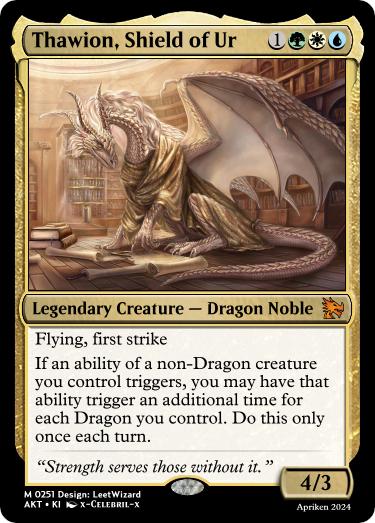 Thawion, Shield of Ur 1
Legendary Creature — Dragon Noble
Flying, first strike
If an ability of a non-Dragon creature
you control triggers, you may have that
ability trigger an additional time for
each Dragon you control. Do this only
once each turn.
“Strength serves those without it.”
4/3
M 0251 Design: LeetWizard
AKT • KI x-Celebril-x
Apriken 2024